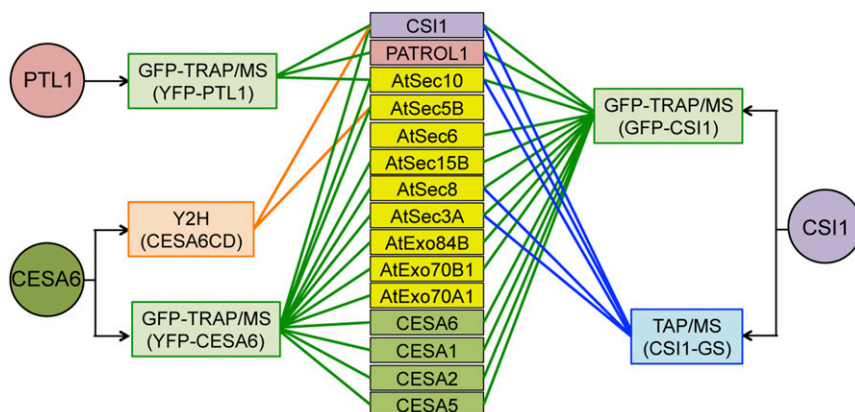 PTL1
GFP-TRAP/MS
(YFP-PTL1)
Y2H
(CESA6CD)
CESA6
GFP-TRAP/MS
(YFP-CESA6)
CSI1
PATROL1
AtSec10
AtSec5B
AtSec6
AtSec15B
AtSec8
AtSec3A
AtExo84B
AtExo70B1
AtExo70A1
CESA6
CESA1
CESA2
CESA5
GFP-TRAP/MS
(GFP-CSI1)
CSI1
TAP/MS
(CSI1-GS)